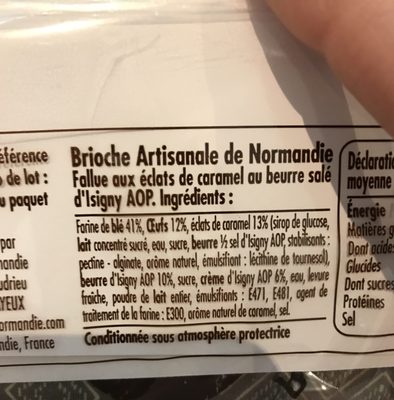 Référence
de lot :
paquet
par
andie
udrieu
YEUX
ormandie.com
ndie, France
Brioche Artisanale de Normandie
Fallue aux éclats de caramel au beurre salé
d'Isigny AOP. Ingrédients :
Farine de blé 41%, Œufs 12%, éclats de caramel 13% (sirop de glucose,
lait concentré sucré, eau, sucre, beurre ½ sel d'Isigny AOP, stabilisants :
pectine - alginate, arôme naturel, émulsifiant : lécithine de tournesol),
beurre d'Isigny AOP 10%, sucre, crème d'Isigny AOP 6%, eau, levure
fraiche, poudre de lait entier, émulsifiants : E471, E481, agent de
traitement de la farine : E300, arôme naturel de caramel, sel.
Conditionnée sous atmosphère protectrice
Déclarati
moyenne
Énergie
Matières g
Dont acides
Glucides
Dont sucres
Protéines
Sel